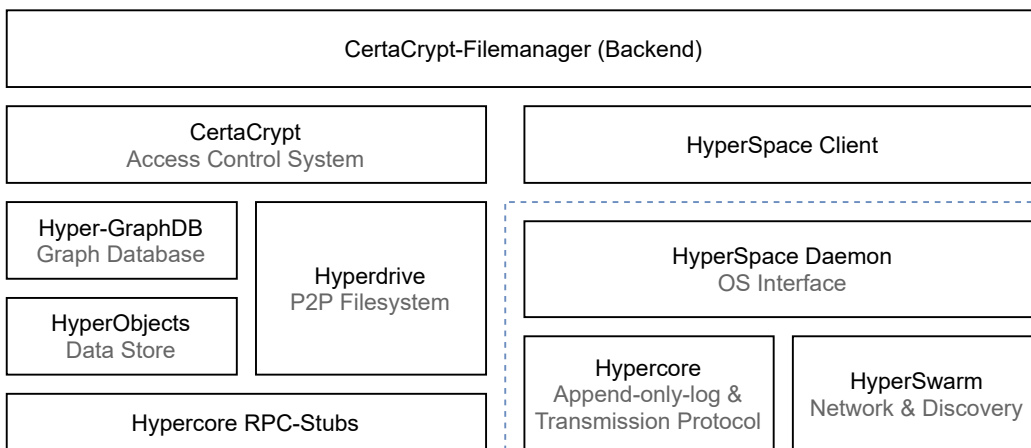 CertaCrypt-Filemanager (Backend)
CertaCrypt
Access Control System
HyperSpace Client
Hyper-GraphDB
Graph Database
Hyperdrive
P2P Filesystem
HyperSpace Daemon
OS Interface
HyperObjects
Data Store
Hypercore
Append-only-log &
Transmission Protocol
HyperSwarm
Network & Discovery
Hypercore RPC-Stubs